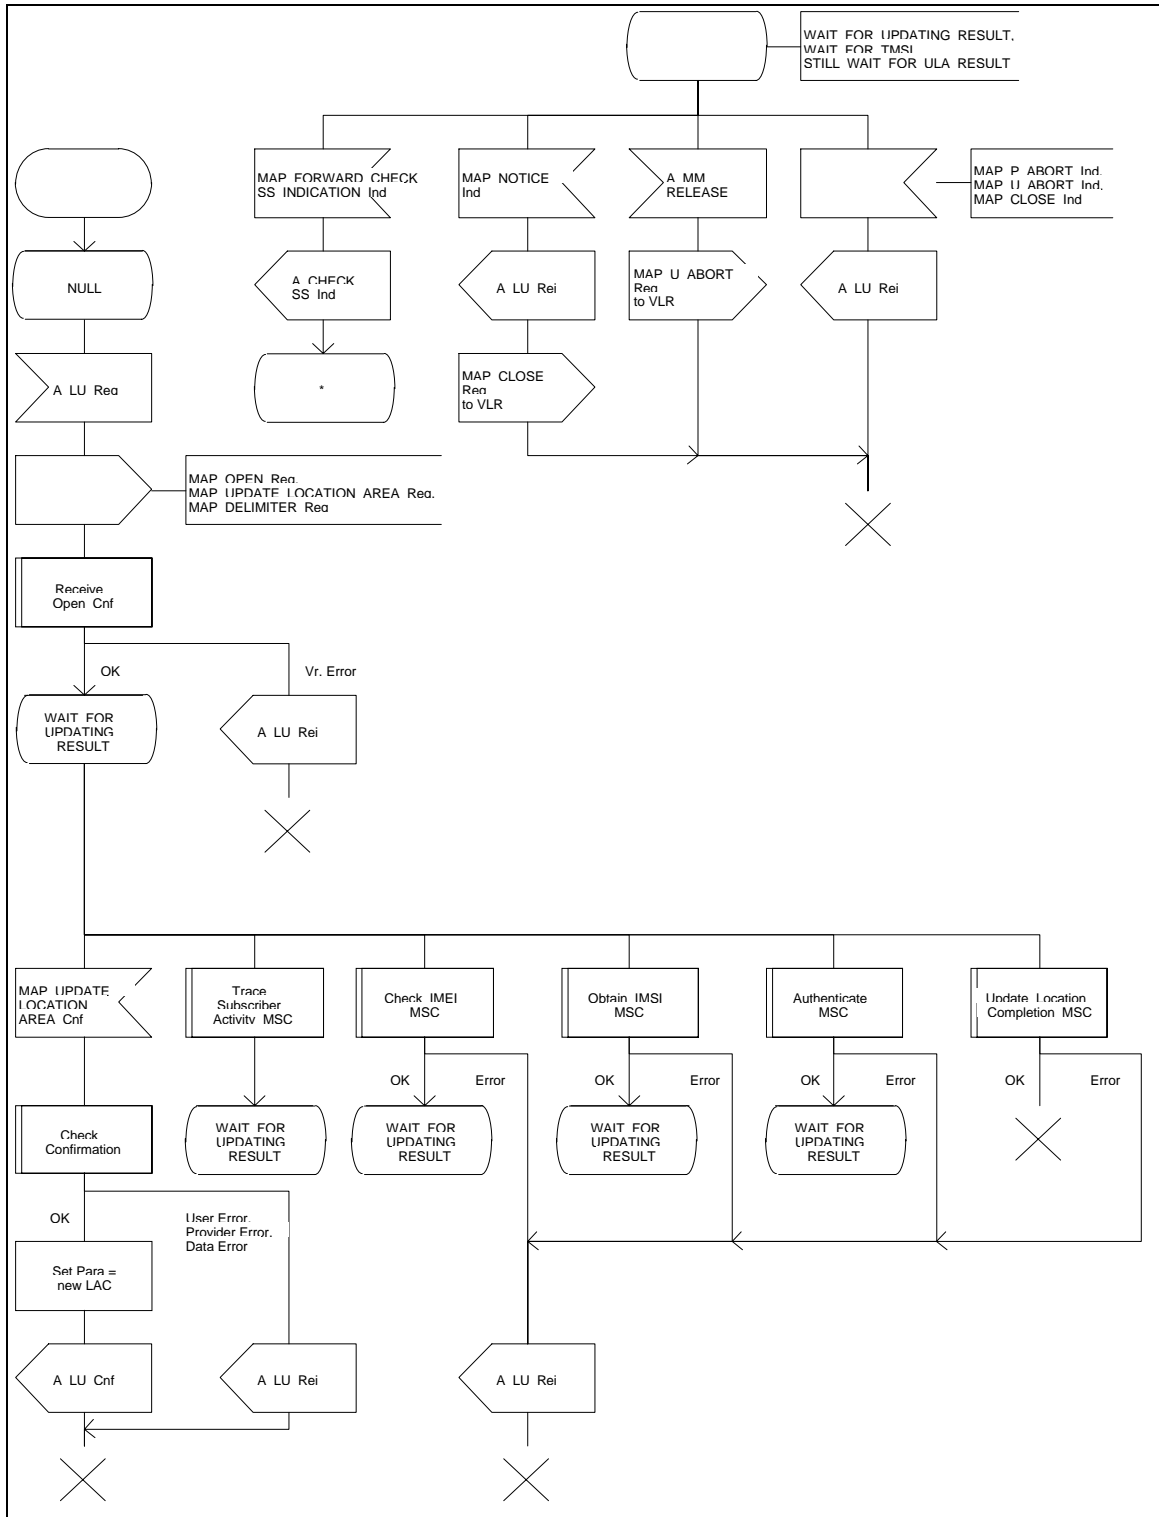 WAIT FOR UPDATING RESULT,
WAIT FOR TMSI
STILL WAIT FOR ULA RESULT
MAP FORWARD CHECK
SS INDICATION Ind
MAP NOTICE
Ind
A MM
RELEASE
MAP P ABORT Ind,
MAP U ABORT Ind,
MAP CLOSE Ind
NULL
A CHECK
SS Ind
A LU Rej
MAP U ABORT
Req
to VLR
A LU Rej
A LU Req
*
MAP CLOSE
Req
to VLR
MAP OPEN Req,
MAP UPDATE LOCATION AREA Req,
MAP DELIMITER Req
Receive
Open Cnf
OK
Vr. Error
WAIT FOR
UPDATING
RESULT
A LU Rej
MAP UPDATE
LOCATION
AREA Cnf
Trace
Subscriber
Activity MSC
Check IMEI
MSC
Obtain IMSI
MSC
Authenticate
MSC
Update Location
Completion MSC
OK
Error
OK
Error
OK
Error
OK
Error
Check
Confirmation
WAIT FOR
UPDATING
RESULT
WAIT FOR
UPDATING
RESULT
WAIT FOR
UPDATING
RESULT
WAIT FOR
UPDATING
RESULT
OK
User Error,
Provider Error,
Data Error
Set Para =
new LAC
A LU Cnf
A LU Rej
A LU Rej